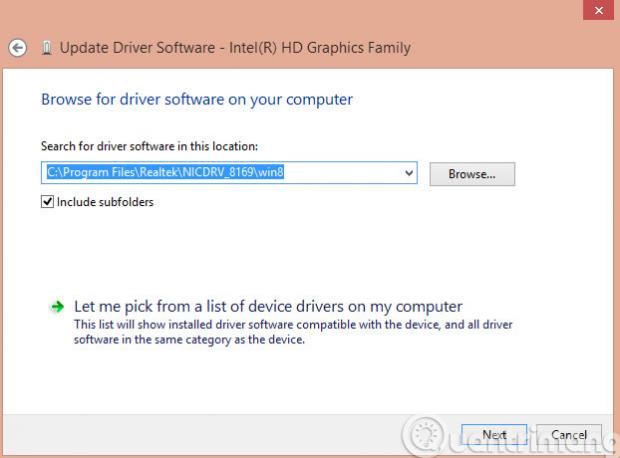 Update Driver Software - Intel(R) HD Graphics Family
Browse for driver software on your computer
Search for driver software in this location:
C:\Program Files\Realtek\NICDRV_8169\win8
Browse...
Include subfolders
Let me pick from a list of device drivers on my computer
This list will show installed driver software compatible with the device, and all driver
software in the same category as the device.
Next
Cancel
uantrimang